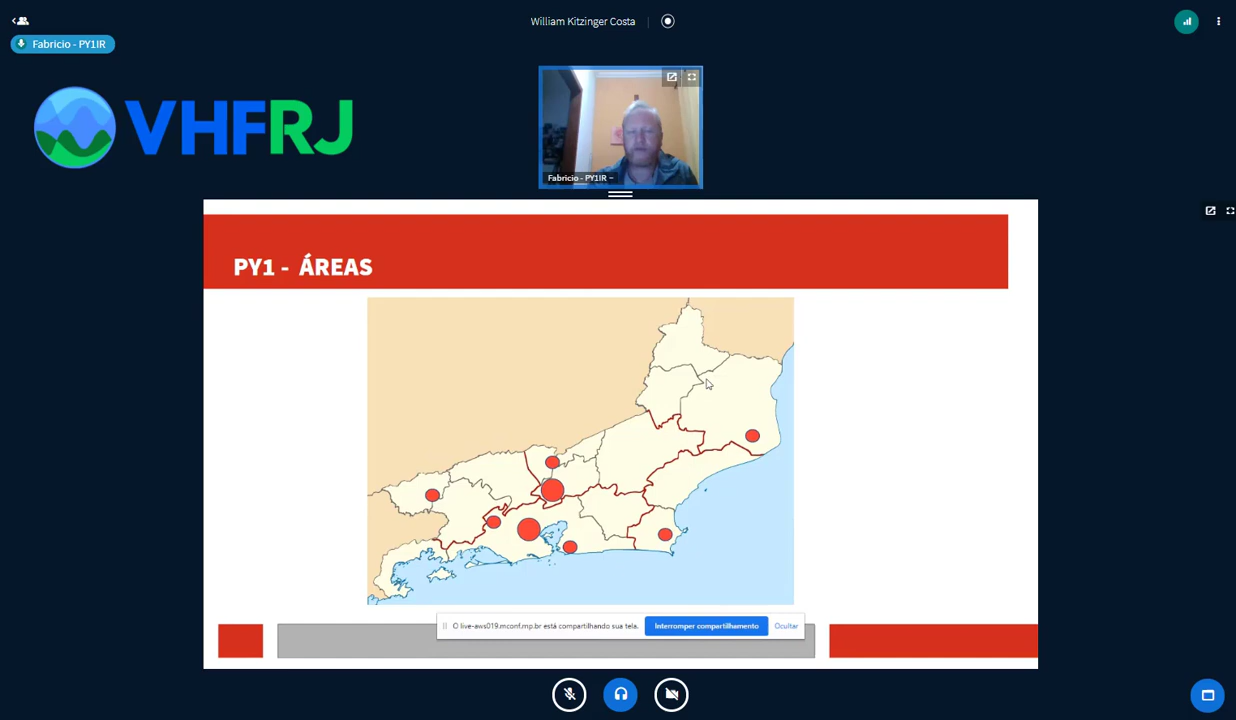 William Kitzinger Costa
Fabricio - PY1IR
VHFRJ
Fabricio - PY1IR
PY1 - ÁREAS
O live-aws019.mconf.rnp.br está compartilhando sua tela.
Interromper compartilhamento
Ocultar